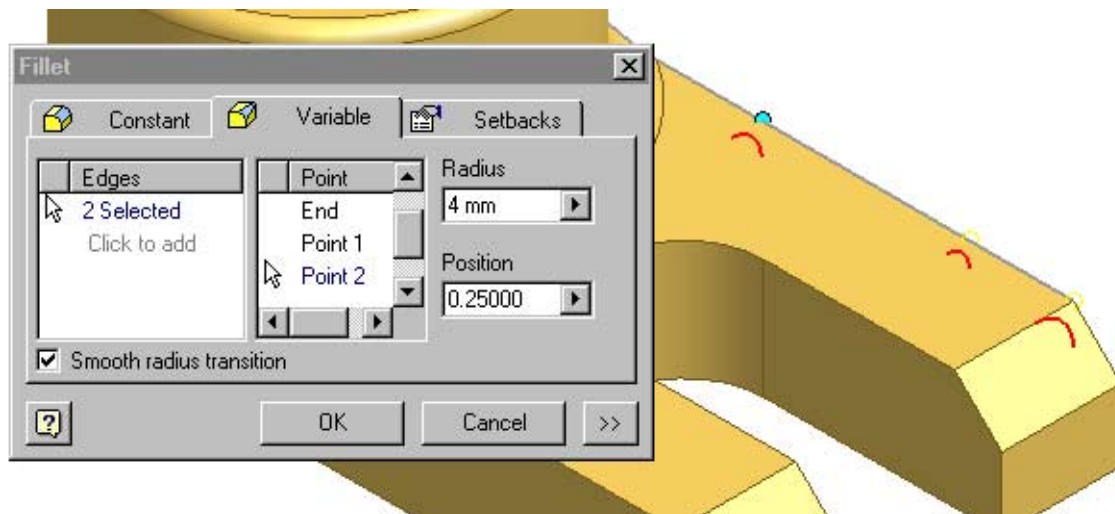 Fillet
Constant Variable Setbacks
Edges
2 Selected
Click to add
Point
End
Point 1
Point 2
Radius
4 mm
Position
0.25000
Smooth radius transition
OK Cancel >>